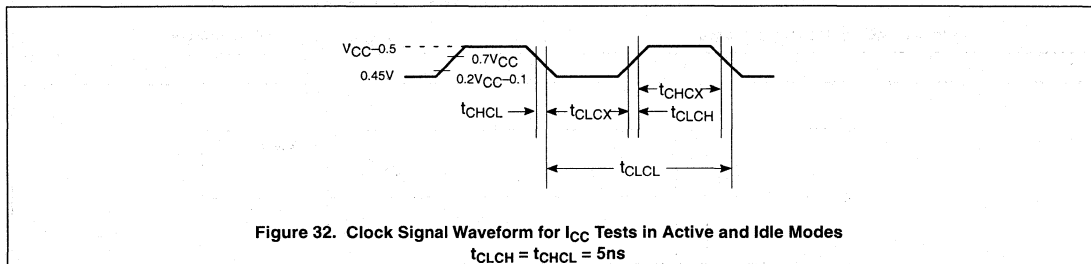 VCC–0.5
0.7VCC
0.45V
0.2VCC–0.1
tCHCX
tCHCL
tCLCX
tCLCH
tCLCL
Figure 32. Clock Signal Waveform for ICC Tests in Active and Idle Modes
tCLCH = tCHCL = 5ns